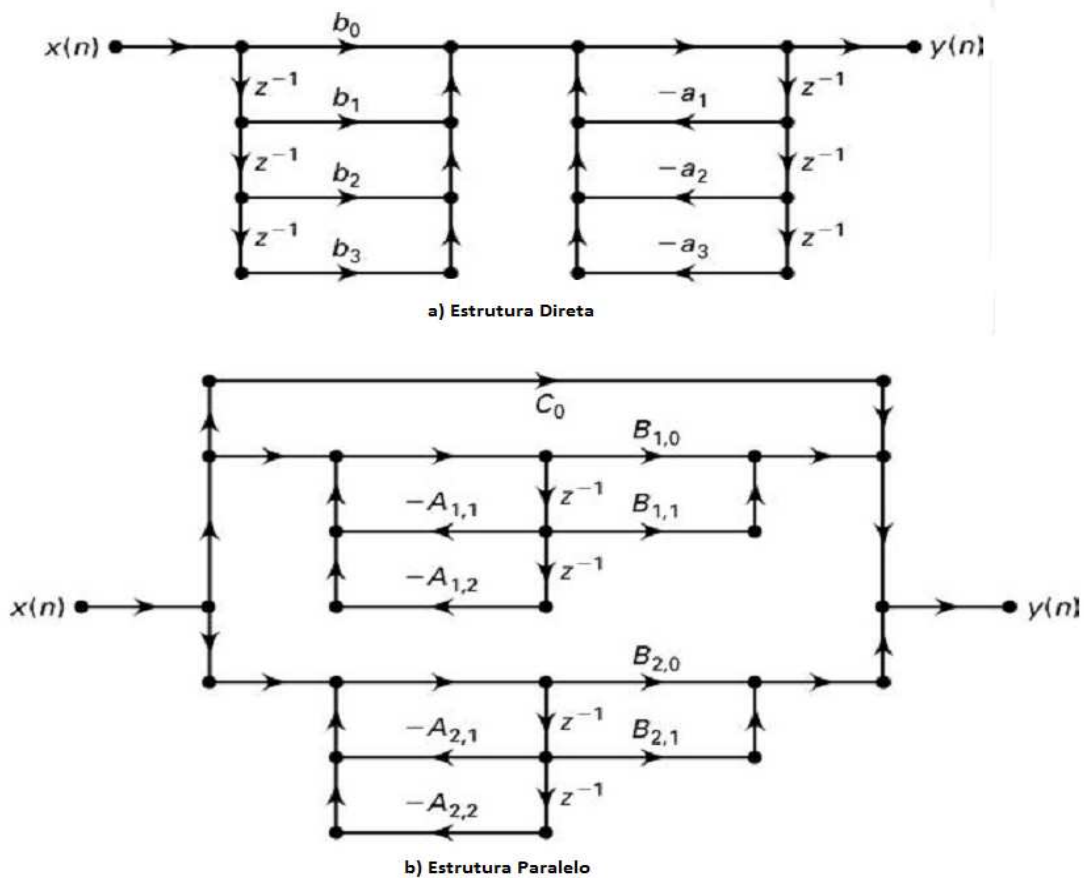 x(n) b₀ y(n)
z⁻¹ b₁ −a₁ z⁻¹
z⁻¹ b₂ −a₂ z⁻¹
z⁻¹ b₃ −a₃ z⁻¹
a) Estrutura Direta
C₀
B₁,₀
−A₁,₁ z⁻¹ B₁,₁
−A₁,₂ z⁻¹
x(n) y(n)
B₂,₀
−A₂,₁ z⁻¹ B₂,₁
−A₂,₂ z⁻¹
b) Estrutura Paralelo